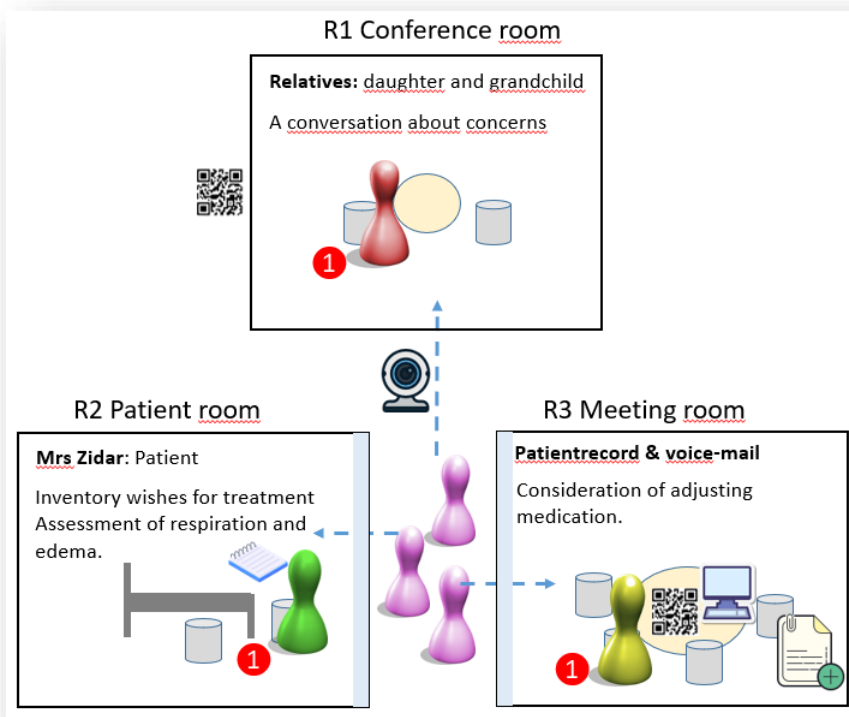 R1 Conference room
Relatives: daughter and grandchild
A conversation about concerns
1
R2 Patient room
Mrs Zidar: Patient
Inventory wishes for treatment
Assessment of respiration and
edema.
1
R3 Meeting room
Patientrecord & voice-mail
Consideration of adjusting
medication.
1